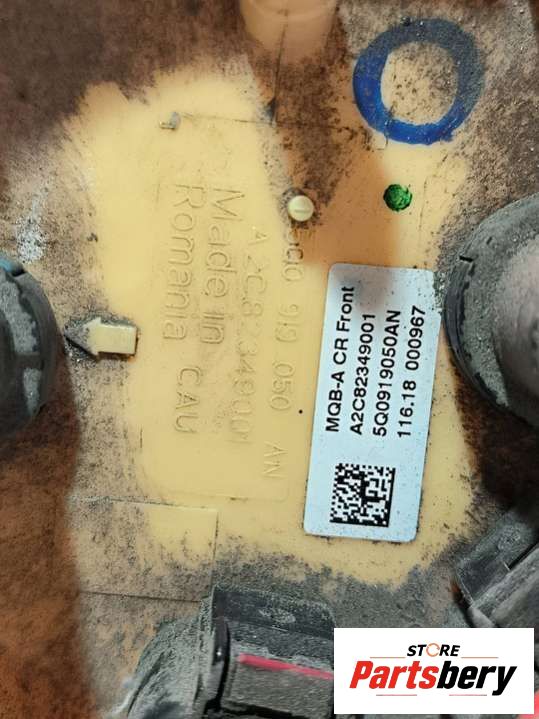 5Q0 919 050 AN
A2C82349001
Made in
Romania CAU
MQB-A CR Front
A2C82349001
5Q0919050AN
116.18 000967
STORE
Partsbery